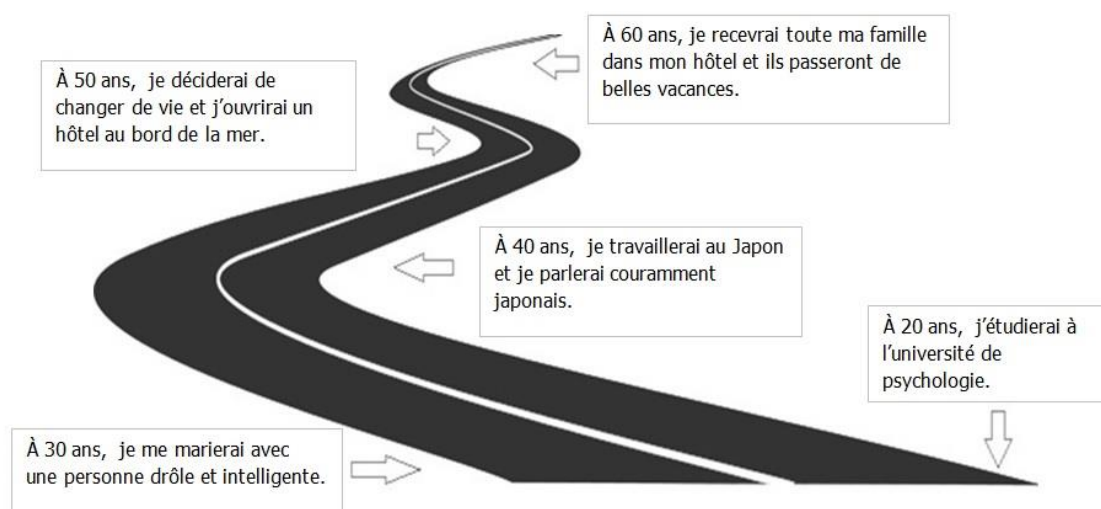 À 60 ans, je recevrai toute ma famille
dans mon hôtel et ils passeront de
belles vacances.
À 50 ans,  je déciderai de
changer de vie et j’ouvrirai un
hôtel au bord de la mer.
À 40 ans,  je travaillerai au Japon
et je parlerai couramment
japonais.
À 20 ans,  j’étudierai à
l’université de
psychologie.
À 30 ans,  je me marierai avec
une personne drôle et intelligente.